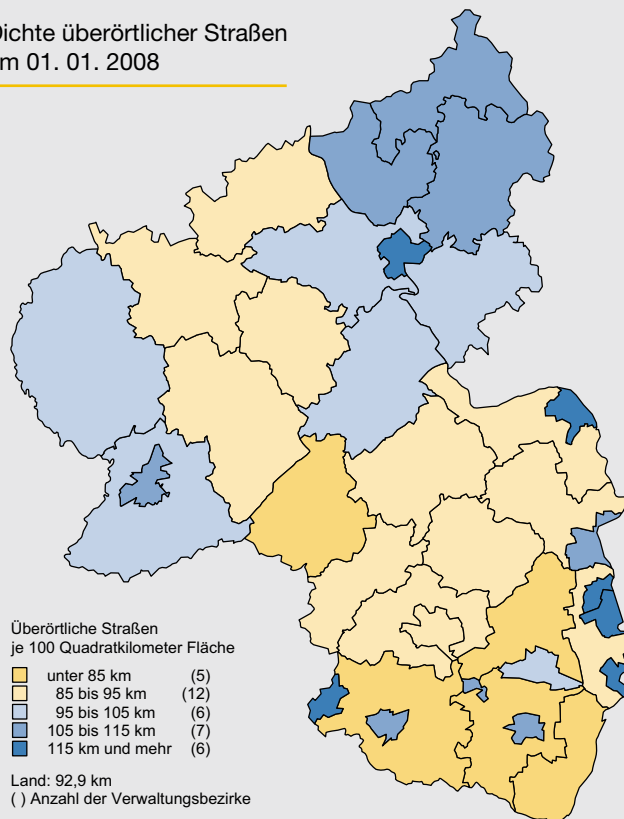 Dichte überörtlicher Straßen
m 01. 01. 2008
Überörtliche Straßen
je 100 Quadratkilometer Fläche
unter 85 km (5)
85 bis 95 km (12)
95 bis 105 km (6)
105 bis 115 km (7)
115 km und mehr (6)
Land: 92,9 km
( ) Anzahl der Verwaltungsbezirke